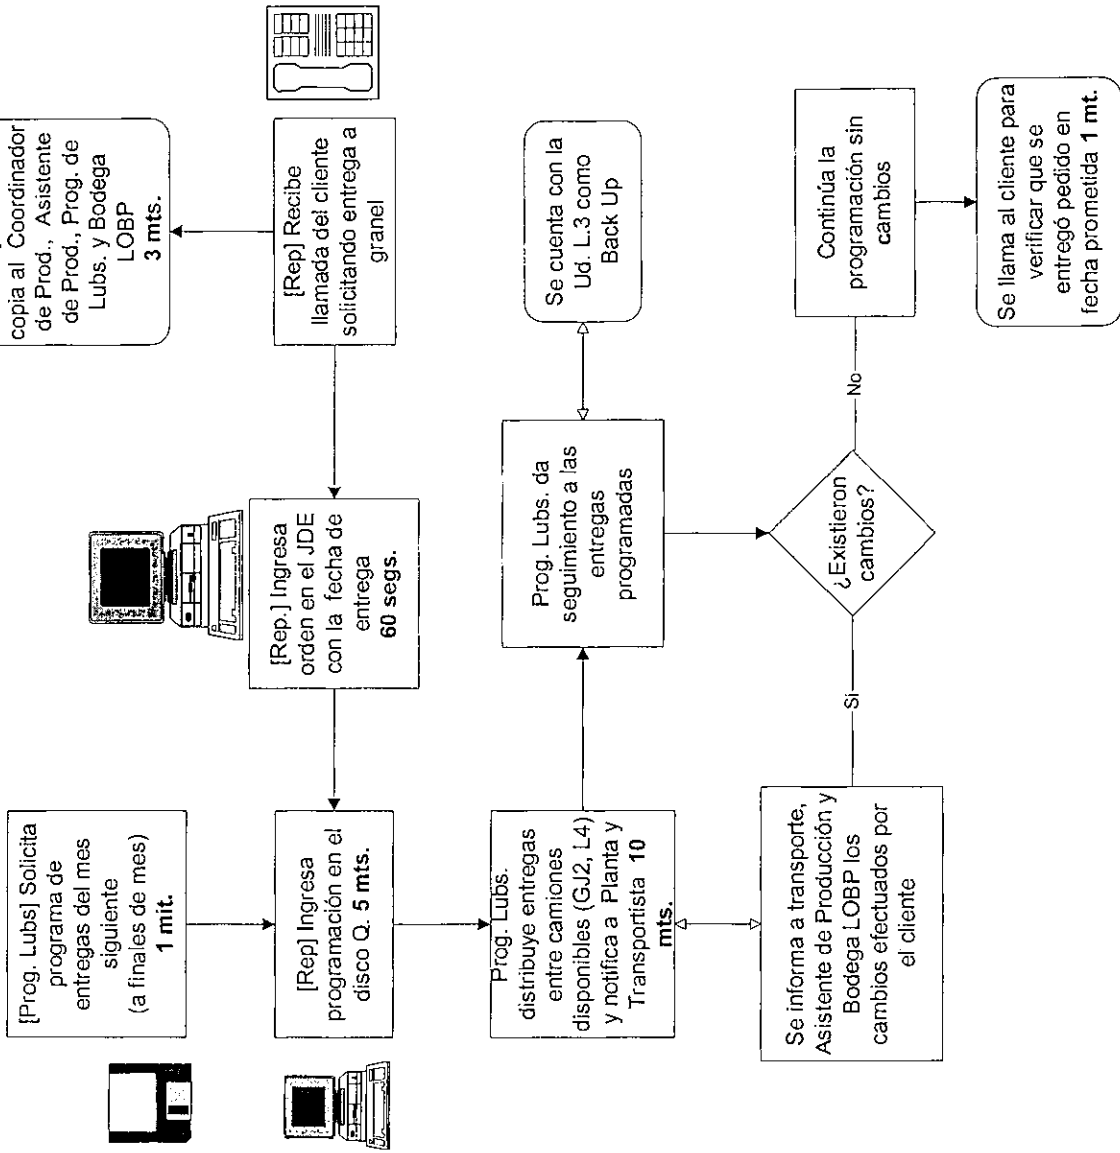 copia al Coordinador
de Prod., Asistente
de Prod., Prog. de
Lubs. y Bodega
LOBP
3 mts.
[Rep] Recibe
llamada del cliente
solicitando entrega a
granel
[Rep.] Ingresa
orden en el JDE
con la fecha de
entrega
60 segs.
[Prog. Lubs] Solicita
programa de
entregas del mes
siguiente
(a finales de mes)
1 mit.
[Rep] Ingresa
programación en el
disco Q. 5 mts.
Prog. Lubs.
distribuye entregas
entre camiones
disponibles (GJ2, L4)
y notifica a Planta y
Transportista 10
mts.
Prog. Lubs. da
seguimiento a las
entregas
programadas
Se cuenta con la
Ud. L.3 como
Back Up
¿Existieron
cambios?
Si
No
Se informa a transporte,
Asistente de Producción y
Bodega LOBP los
cambios efectuados por
el cliente
Continúa la
programación sin
cambios
Se llama al cliente para
verificar que se
entregó pedido en
fecha prometida 1 mt.